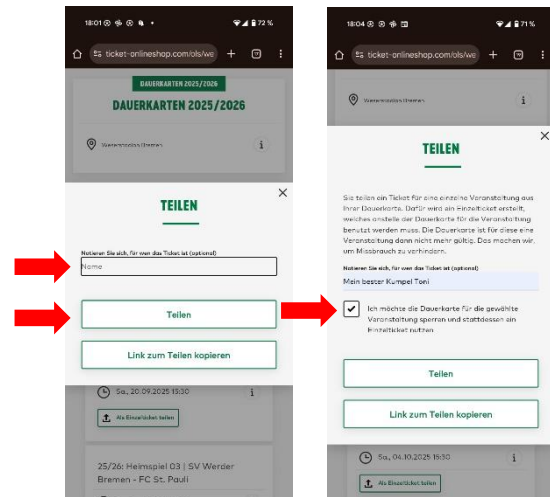 18:01
72 %
ticket-onlineshop.com/ols/we
DAUERKARTEN 2025/2026
DAUERKARTEN 2025/2026
Weserstadion Bremen
i
TEILEN
Notieren Sie sich, für wen das Ticket ist (optional)
Name
Teilen
Link zum Teilen kopieren
Sa., 20.09.2025 15:30
i
Als Einzelticket teilen
25/26: Heimspiel 03 | SV Werder
Bremen - FC St. Pauli
18:04
71 %
ticket-onlineshop.com/ols/we
Weserstadion Bremen
i
TEILEN
Sie teilen ein Ticket für eine einzelne Veranstaltung aus
Ihrer Dauerkarte. Dafür wird ein Einzelticket erstellt,
welches anstelle der Dauerkarte für die Veranstaltung
benutzt werden muss. Die Dauerkarte ist für diese eine
Veranstaltung dann nicht mehr gültig. Das machen wir,
um Missbrauch zu verhindern.
Notieren Sie sich, für wen das Ticket ist (optional)
Mein bester Kumpel Toni
Ich möchte die Dauerkarte für die gewählte
Veranstaltung sperren und stattdessen ein
Einzelticket nutzen
Teilen
Link zum Teilen kopieren
Sa., 04.10.2025 15:30
i
Als Einzelticket teilen